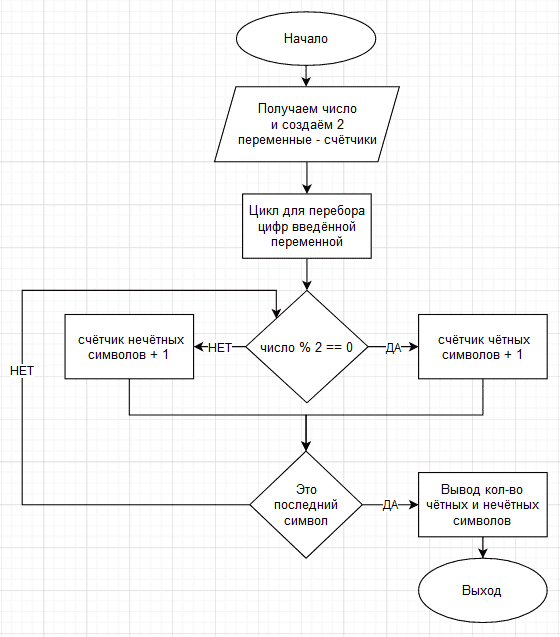 Начало
Получаем число
и создаём 2
переменные - счётчики
Цикл для перебора
цифр введённой
переменной
счётчик нечётных
символов + 1
НЕТ
число % 2 == 0
ДА
счётчик чётных
символов + 1
НЕТ
Это
последний
символ
ДА
Вывод кол-во
чётных и нечётных
символов
Выход